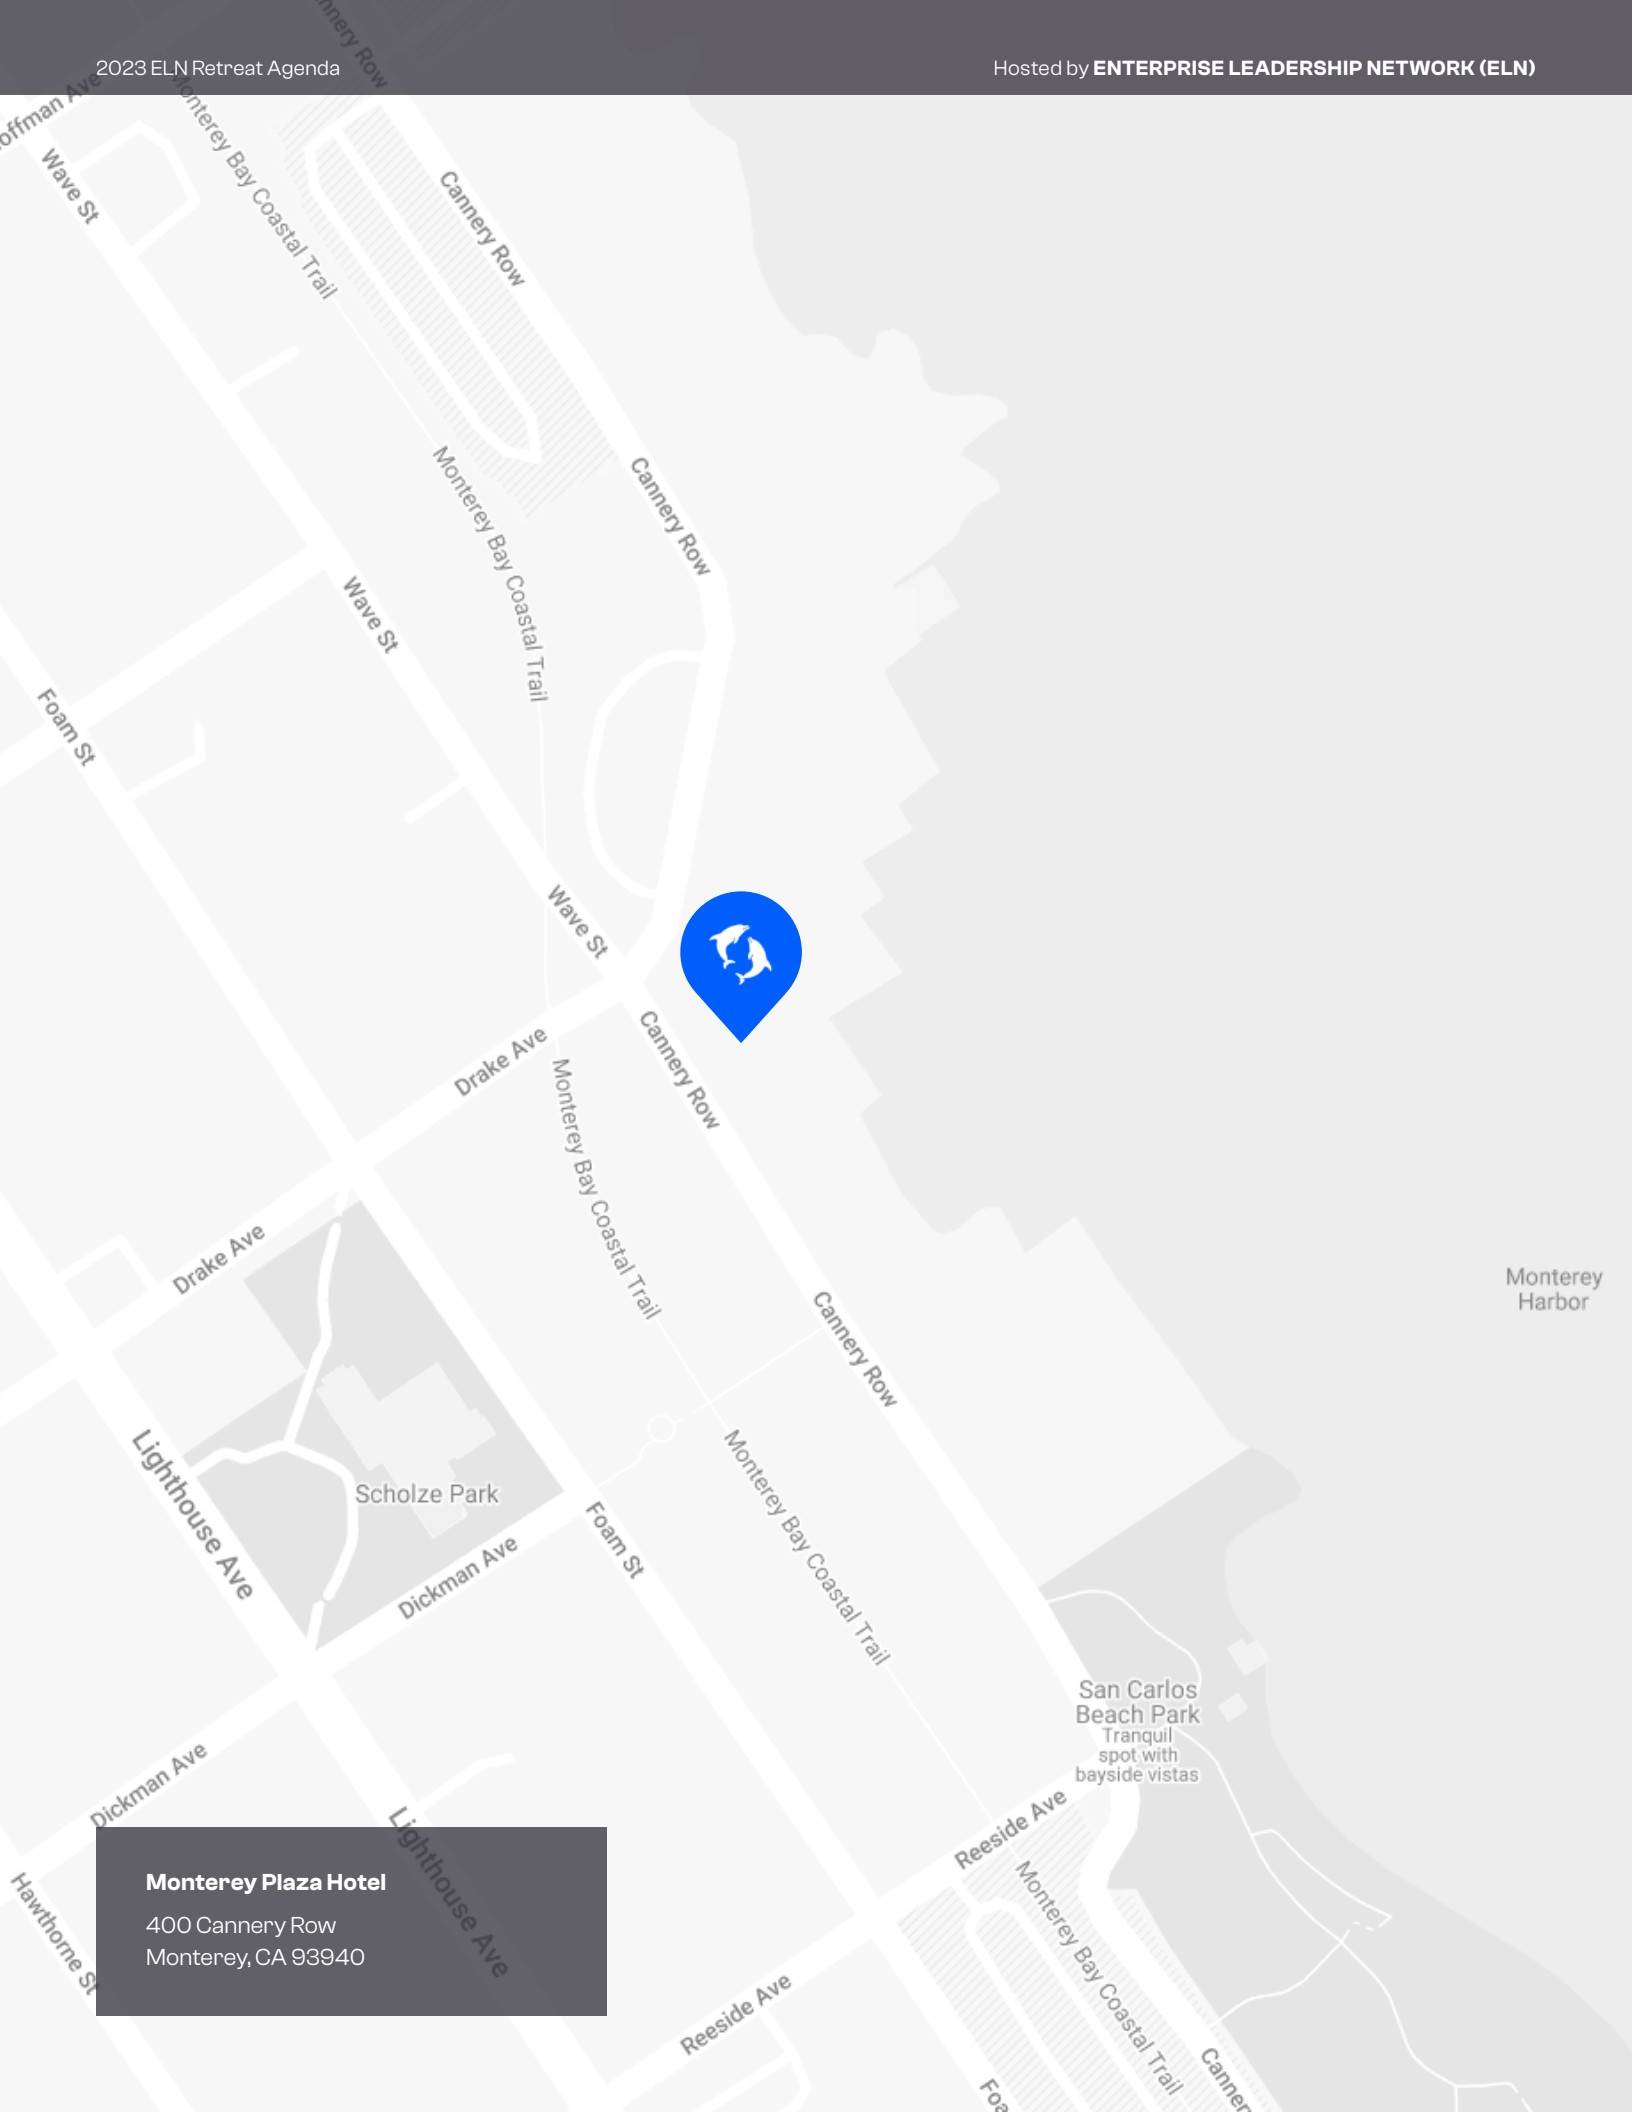 2023 ELN Retreat Agenda
Hosted by ENTERPRISE LEADERSHIP NETWORK (ELN)
Cannery Row
Wave St
Monterey Bay Coastal Trail
Cannery Row
Monterey Bay Coastal Trail
Cannery Row
Wave St
Foam St
Wave St
Cannery Row
Drake Ave
Monterey Bay Coastal Trail
Drake Ave
Monterey
Harbor
Cannery Row
Lighthouse Ave
Scholze Park
Foam St
Dickman Ave
Monterey Bay Coastal Trail
San Carlos
Beach Park
Tranquil
spot with
bayside vistas
Dickman Ave
Reeside Ave
Lighthouse Ave
Hawthorne St
Monterey Plaza Hotel
400 Cannery Row
Monterey, CA 93940
Monterey Bay Coastal Trail
Reeside Ave